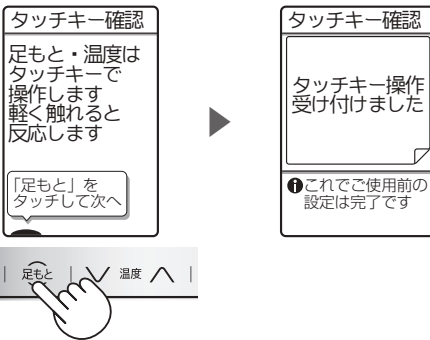 タッチキー確認
足もと・温度は
タッチキーで
操作します
軽く触れると
反応します
「足もと」を
タッチして次へ
足もと
温度
タッチキー確認
タッチキー操作
受け付けました
これでご使用前の
設定は完了です